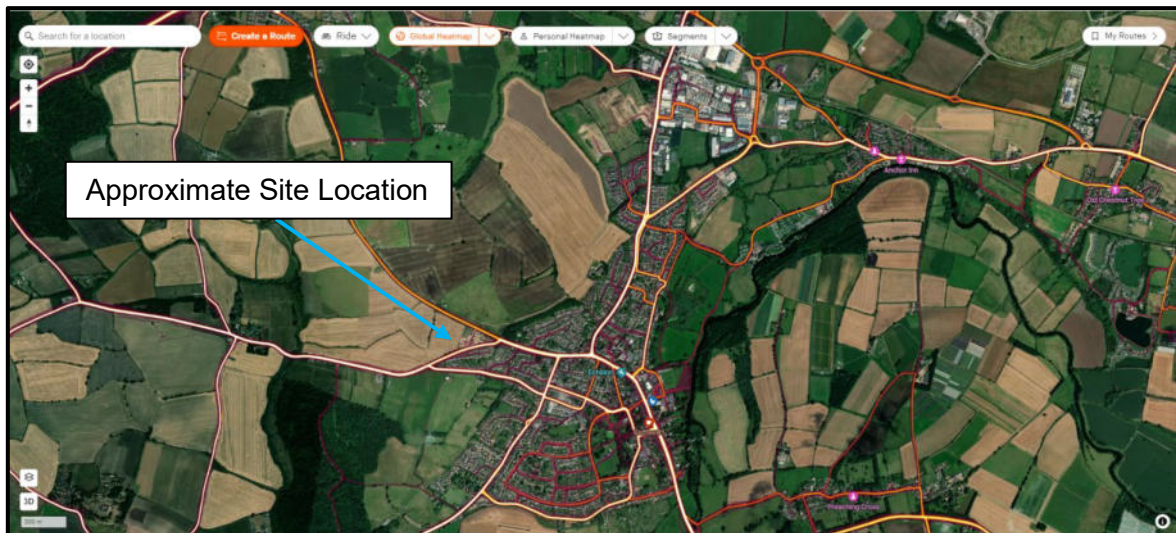 Search for a location
Create a Route
Ride
Global Heatmap
Personal Heatmap
Segments
My Routes
Approximate Site Location
Anchor Inn
Old Chestnut Tree
Preaching Cross
3D